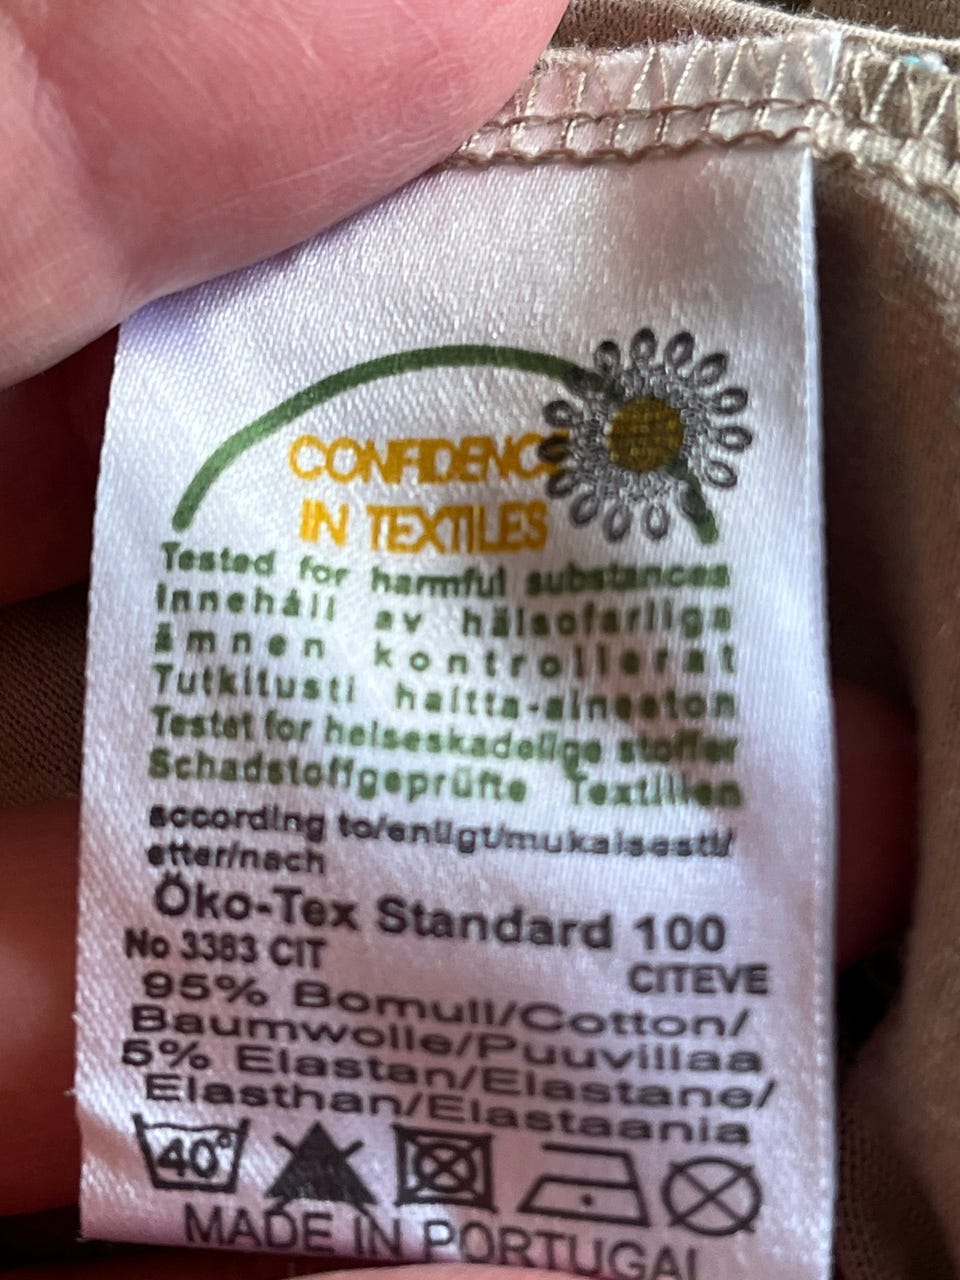 CONFIDENCE
IN TEXTILES
Tested for harmful substances
Innehåll av hälsofarliga
ämnen kontrollerat
Tutkitusti haitta-aineeton
Testet for helseskadelige stoffer
Schadstoffgeprüfte Textilien
according to/enligt/mukaisesti/
etter/nach
Öko-Tex Standard 100
No 3383 CIT
CITEVE
95% Bomull/Cotton/
Baumwolle/Puuvillaa
5% Elastan/Elastane/
Elasthan/Elastaania
40°
MADE IN PORTUGAL